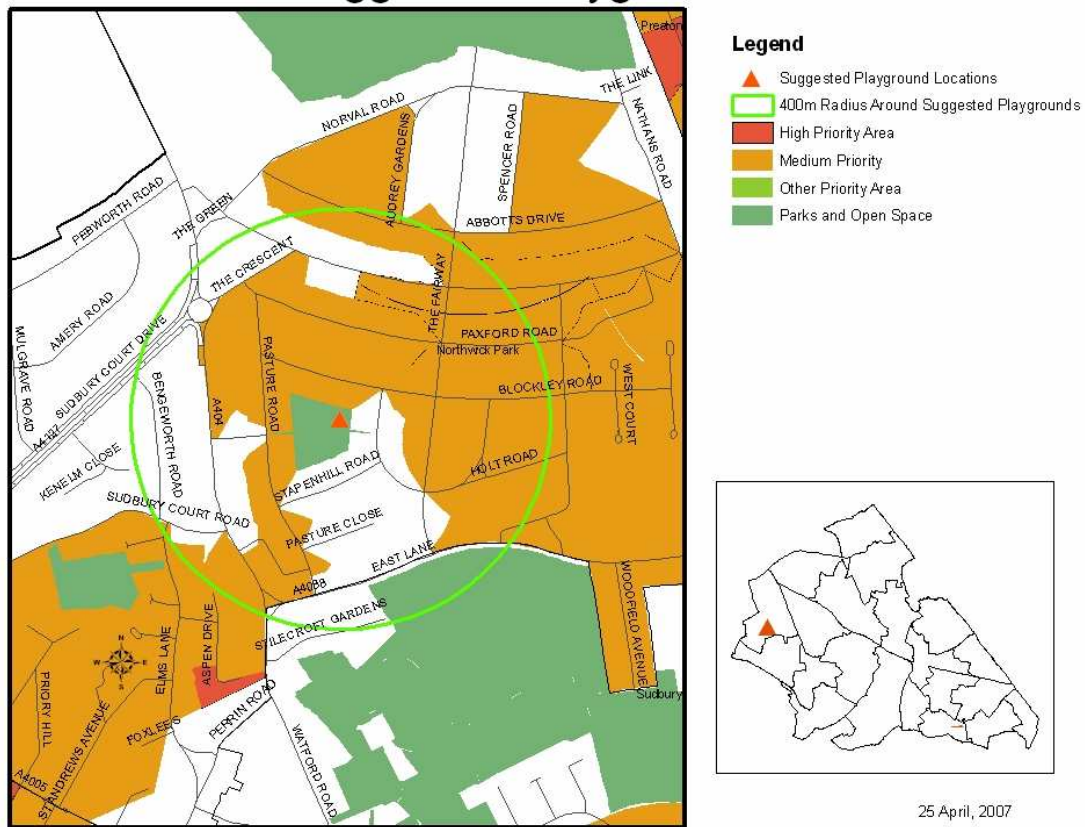 Preston
THE LINK
NORVAL ROAD
NATHANS ROAD
AUDREY GARDENS
SPENCER ROAD
PEBWORTH ROAD
THE GREEN
ABBOTTS DRIVE
THE CRESCENT
THE FAIRWAY
AMERY ROAD
MULGRAVE ROAD
SUDBURY COURT DRIVE
PASTURE ROAD
PAXFORD ROAD
Northwick Park
BLOCKLEY ROAD
WEST COURT
BENGEWORTH ROAD
A404
A4127
KENELM CLOSE
HOLT ROAD
STAPENHILL ROAD
SUDBURY COURT ROAD
PASTURE CLOSE
EAST LANE
A4088
WOODFIELD AVENUE
STILECROFT GARDENS
ASPEN DRIVE
ELMS LANE
N
W E
S
PRIORY HILL
STANDREWS AVENUE
FOXLEES
PERRIN ROAD
WATFORD ROAD
Sudbury
A4005
Legend
Suggested Playground Locations
400m Radius Around Suggested Playgrounds
High Priority Area
Medium Priority
Other Priority Area
Parks and Open Space
25 April, 2007